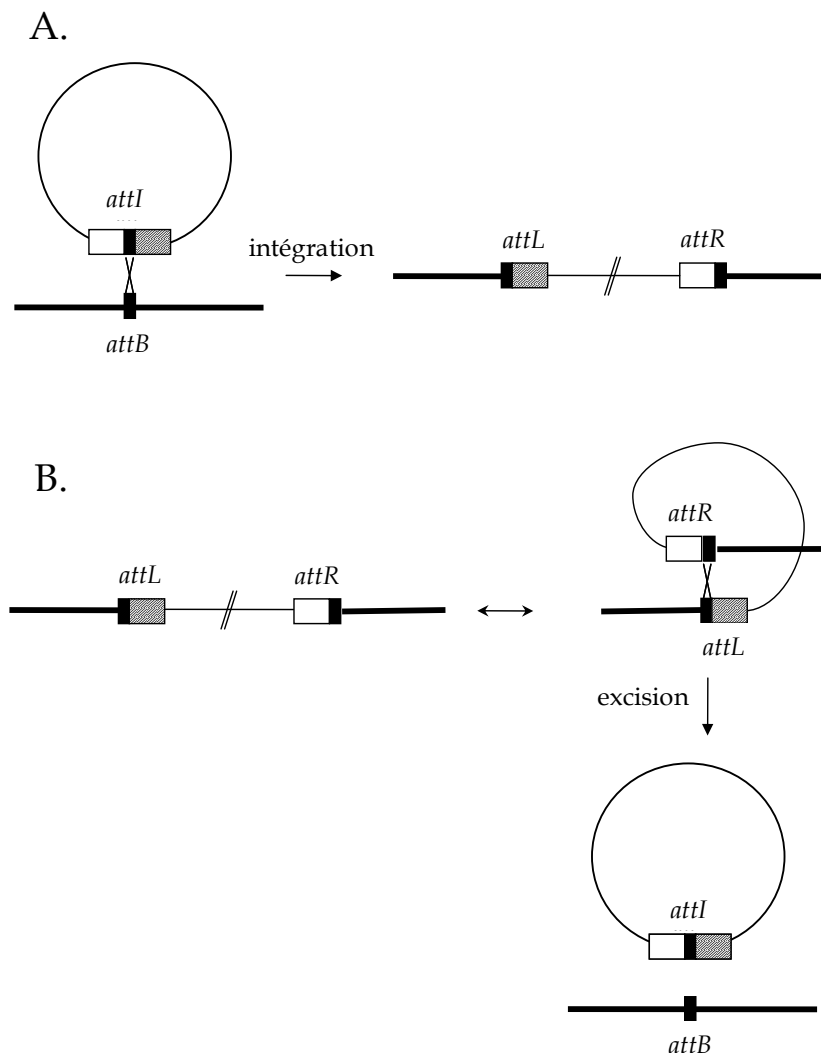 A.
attI
intégration
attL
attR
attB
B.
attR
attL
attR
attL
excision
attI
attB